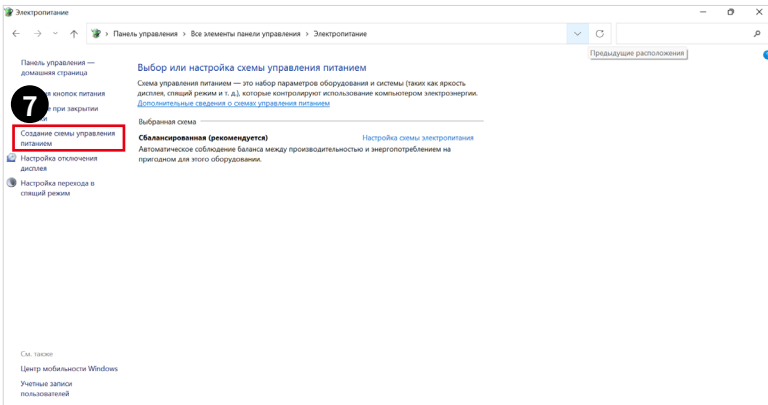 Электропитание
Панель управления › Все элементы панели управления › Электропитание
Предыдущие расположения
Панель управления —
домашняя страница
кнопок питания
при закрытии
7
Создание схемы управления
питанием
Настройка отключения
дисплея
Настройка перехода в
спящий режим
Выбор или настройка схемы управления питанием
Схема управления питанием — это набор параметров оборудования и системы (таких как яркость
дисплея, спящий режим и т. д.), которые контролируют использование компьютером электроэнергии.
Дополнительные сведения о схемах управления питанием
Выбранная схема
Сбалансированная (рекомендуется) Настройка схемы электропитания
Автоматическое соблюдение баланса между производительностью и энергопотреблением на
пригодном для этого оборудовании.
См. также
Центр мобильности Windows
Учетные записи
пользователей